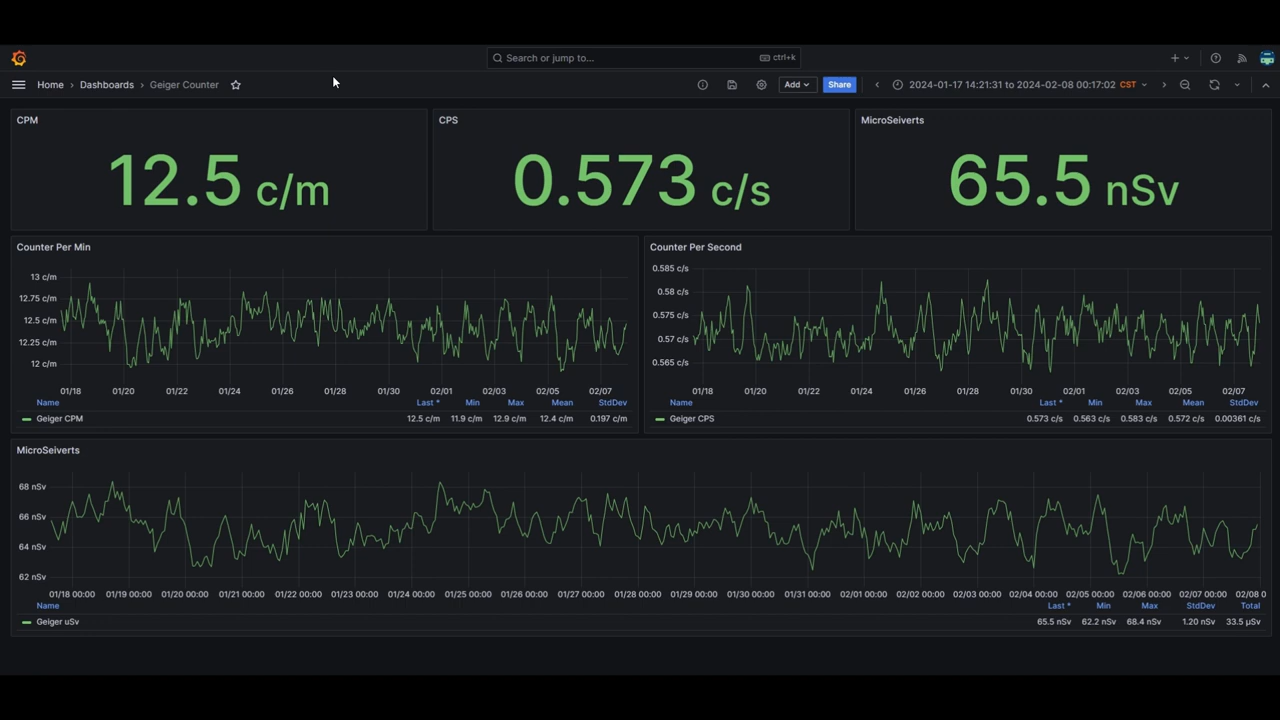 Search or jump to... ctrl+k
Home › Dashboards › Geiger Counter Add Share 2024-01-17 14:21:31 to 2024-02-08 00:17:02 CST
CPM
12.5 c/m
CPS
0.573 c/s
MicroSeiverts
65.5 nSv
Counter Per Min
13 c/m
12.75 c/m
12.5 c/m
12.25 c/m
12 c/m
01/18 01/20 01/22 01/24 01/26 01/28 01/30 02/01 02/03 02/05 02/07
Name Last * Min Max Mean StdDev
Geiger CPM 12.5 c/m 11.9 c/m 12.9 c/m 12.4 c/m 0.197 c/m
Counter Per Second
0.585 c/s
0.58 c/s
0.575 c/s
0.57 c/s
0.565 c/s
01/18 01/20 01/22 01/24 01/26 01/28 01/30 02/01 02/03 02/05 02/07
Name Last * Min Max Mean StdDev
Geiger CPS 0.573 c/s 0.563 c/s 0.583 c/s 0.572 c/s 0.00361 c/s
MicroSeiverts
68 nSv
66 nSv
64 nSv
62 nSv
01/18 00:00 01/19 00:00 01/20 00:00 01/21 00:00 01/22 00:00 01/23 00:00 01/24 00:00 01/25 00:00 01/26 00:00 01/27 00:00 01/28 00:00 01/29 00:00 01/30 00:00 01/31 00:00 02/01 00:00 02/02 00:00 02/03 00:00 02/04 00:00 02/05 00:00 02/06 00:00 02/07 00:00 02/08 0
Name Last * Min Max StdDev Total
Geiger uSv 65.5 nSv 62.2 nSv 68.4 nSv 1.20 nSv 33.5 µSv